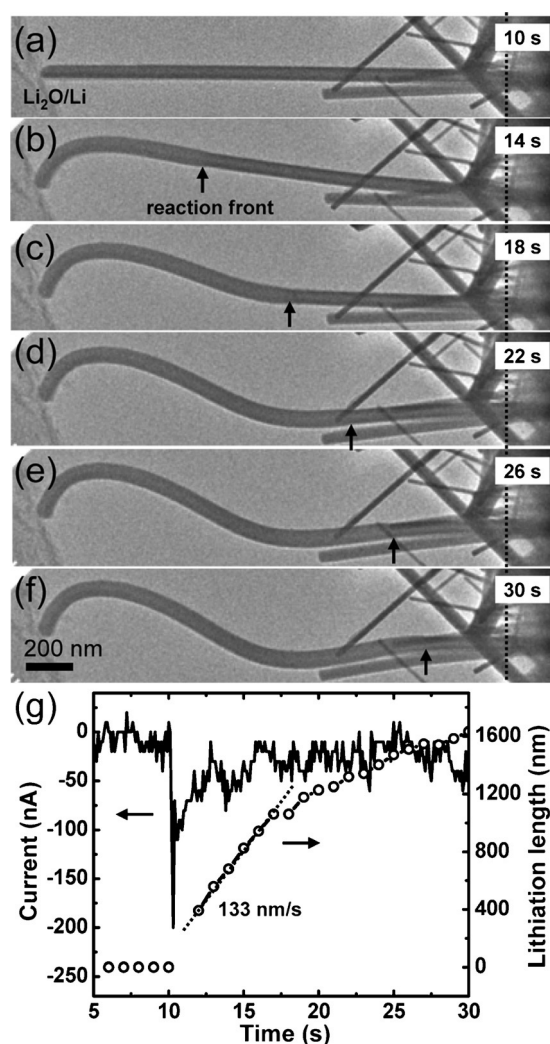 (a)
10 s
Li₂O/Li
(b)
14 s
reaction front
(c)
18 s
(d)
22 s
(e)
26 s
(f)
30 s
200 nm
(g)
0
-50
-100
-150
-200
-250
Current (nA)
133 nm/s
1600
1200
800
400
0
Lithiation length (nm)
5 10 15 20 25 30
Time (s)